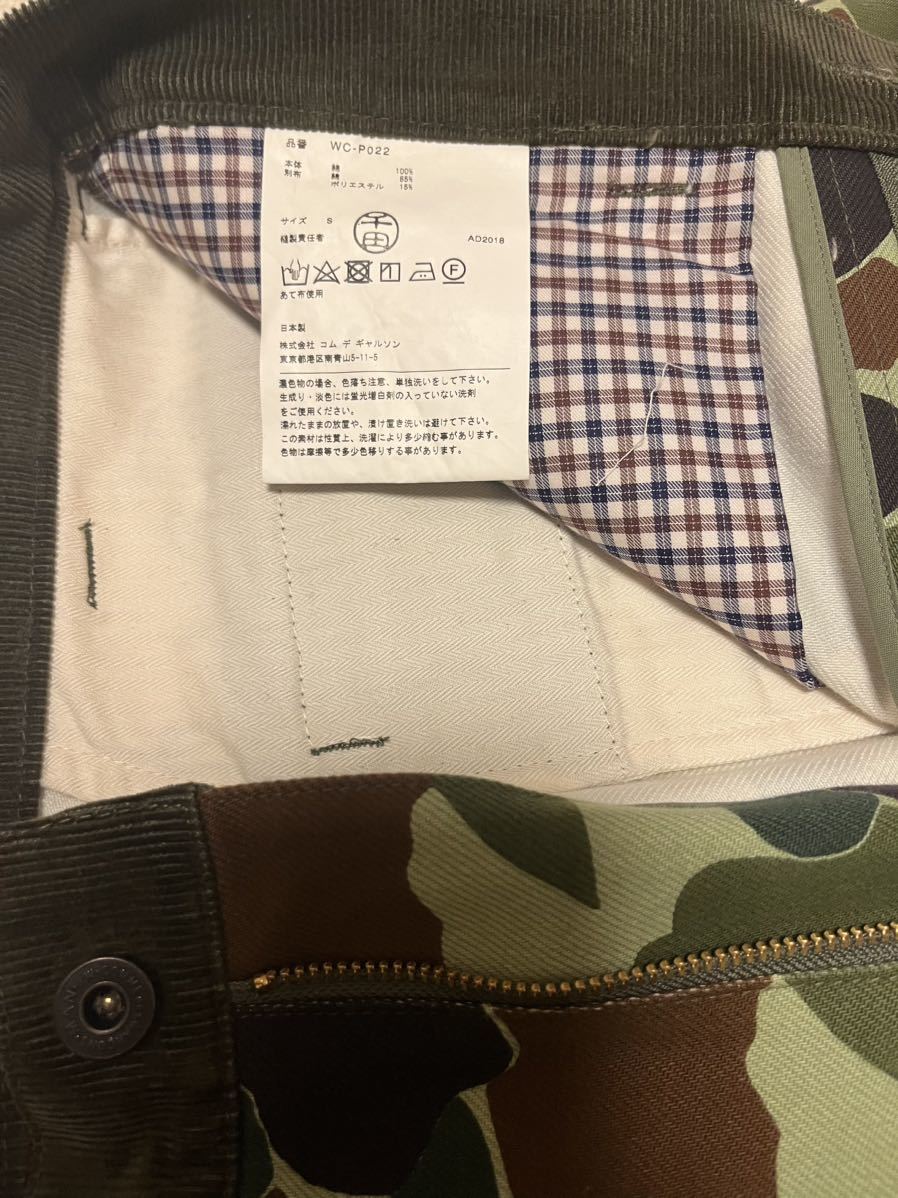 品番 WC-P022
本体 綿 100%
別布 綿 85%
ポリエステル 15%
サイズ S
縫製責任者 千田 AD2018
F
あて布使用
日本製
株式会社 コム デ ギャルソン
東京都港区南青山5-11-5
濃色物の場合、色落ち注意、単独洗いをして下さい。
生成り・淡色には蛍光増白剤の入っていない洗剤
をご使用ください。
濡れたままの放置や、漬け置き洗いは避けて下さい。
この素材は性質上、洗濯により多少縮む事があります。
色物は摩擦等で多少色移りする事があります。